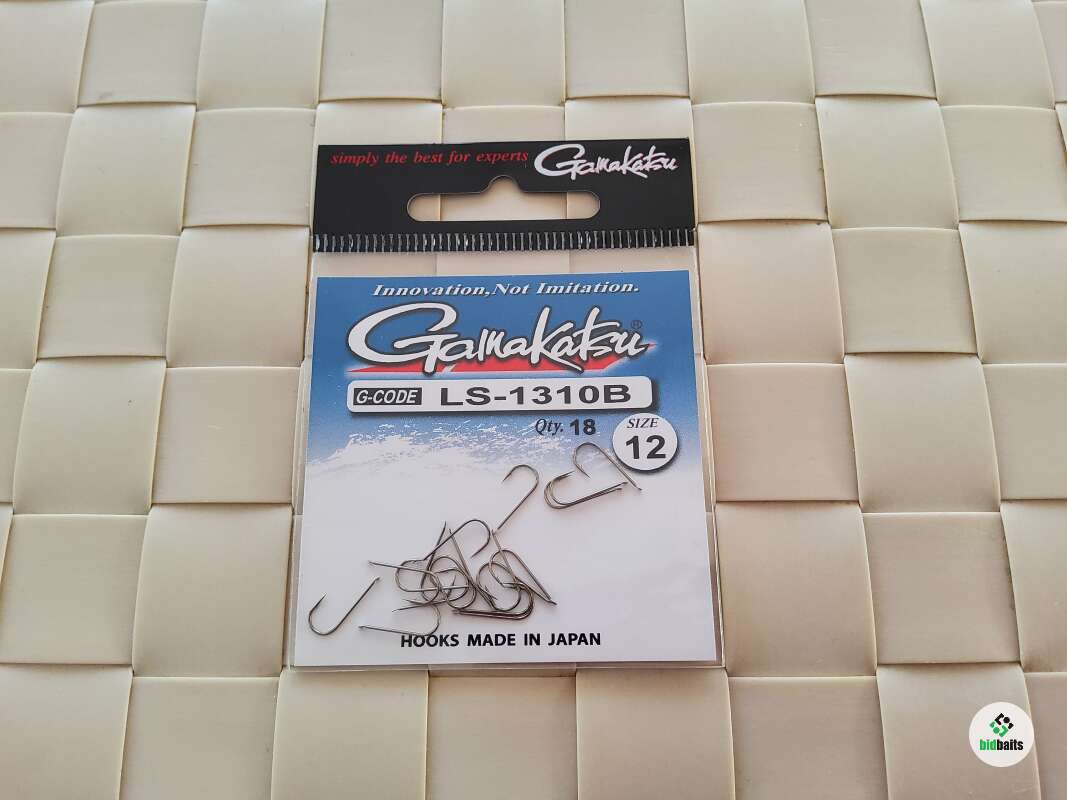 simply the best for experts Gamakatsu
Innovation, Not Imitation.
Gamakatsu®
G-CODE LS-1310B
Qty. 18
SIZE
12
HOOKS MADE IN JAPAN
bidbaits